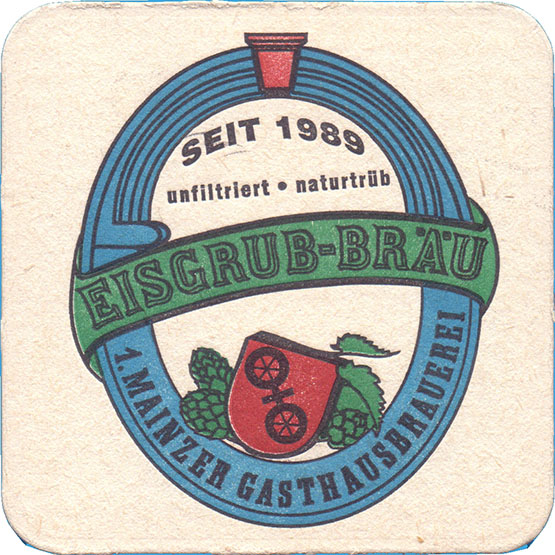 SEIT 1989
unfiltriert • naturtrüb
EISGRUB-BRÄU
1. MAINZER GASTHAUSBRAUEREI